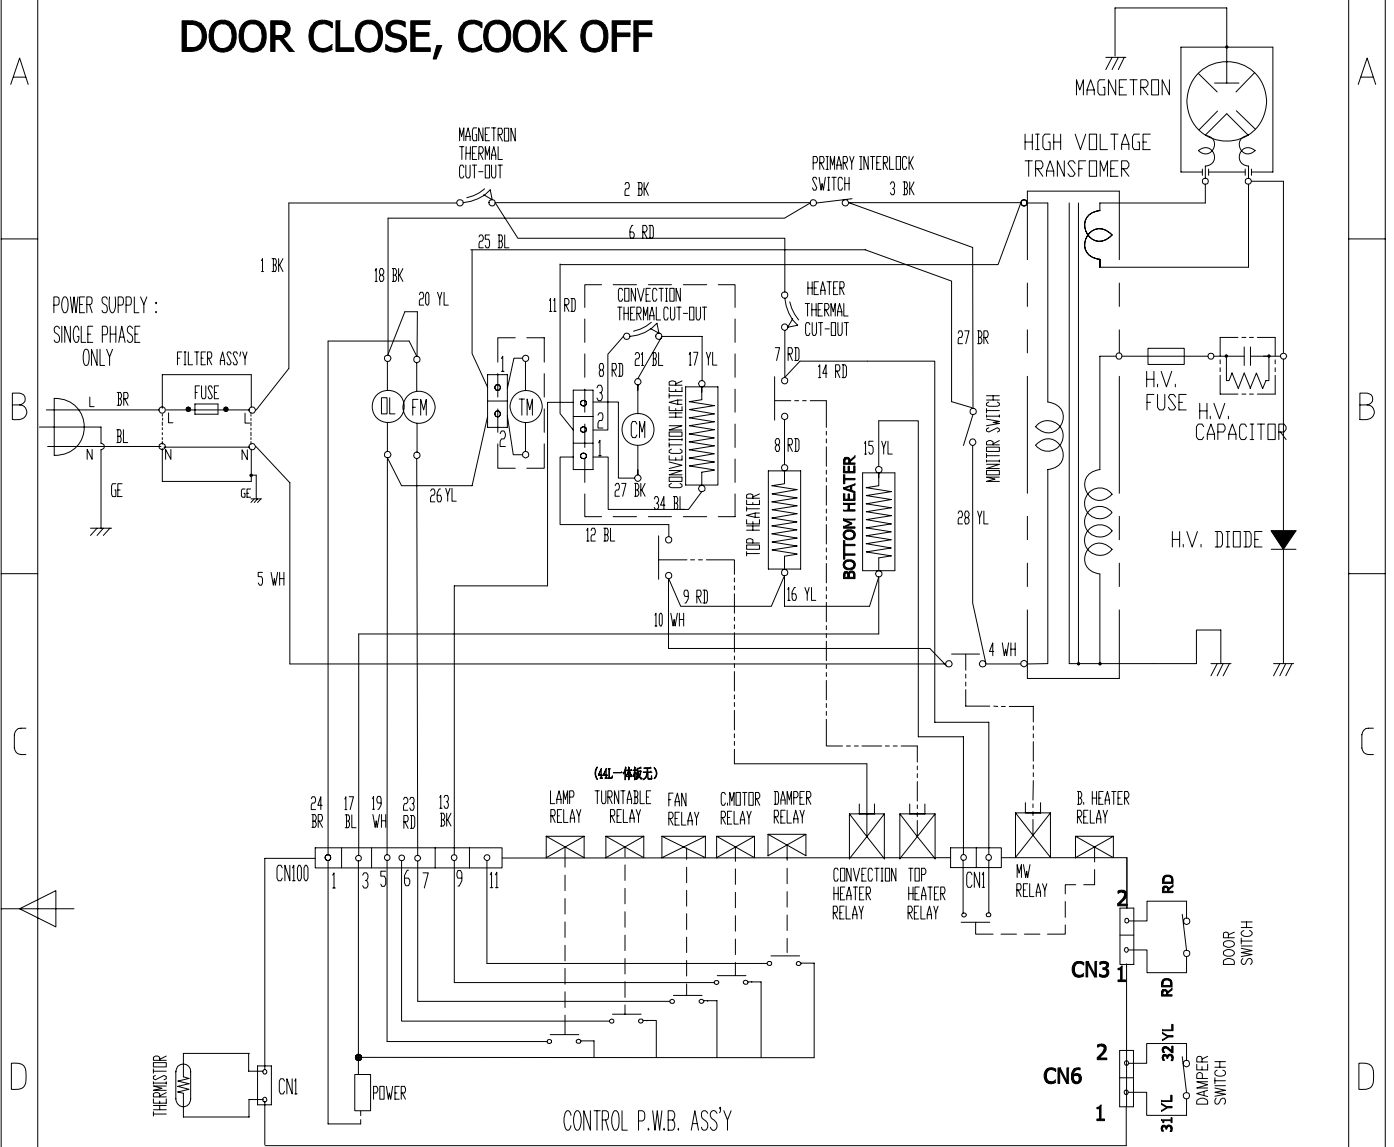 DOOR CLOSE, COOK OFF
A
A
MAGNETRON
HIGH VOLTAGE
TRANSFOMER
MAGNETRON
THERMAL
CUT-OUT
PRIMARY INTERLOCK
SWITCH
2 BK
3 BK
6 RD
25 BL
1 BK
18 BK
20 YL
11 RD
CONVECTION
THERMAL CUT-OUT
HEATER
THERMAL
CUT-OUT
27 BR
POWER SUPPLY :
SINGLE PHASE
ONLY
FILTER ASS'Y
FUSE
B
B
L
BR
L
L
BL
N
N
N
GE
GE
OL
FM
1
TM
2
8 RD
21 BL
17 YL
7 RD
14 RD
3
2
1
CM
CONVECTION HEATER
27 BK
34 BL
26 YL
12 BL
8 RD
15 YL
TOP HEATER
BOTTOM HEATER
MONITOR SWITCH
28 YL
H.V.
FUSE
H.V.
CAPACITOR
H.V. DIODE
5 WH
9 RD
16 YL
10 WH
4 WH
C
C
24
BR
17
BL
19
WH
23
RD
13
BK
(44L一体板无)
LAMP
RELAY
TURNTABLE
RELAY
FAN
RELAY
C.MOTOR
RELAY
DAMPER
RELAY
B. HEATER
RELAY
CN100
1
3
5
6
7
9
11
CONVECTION
HEATER
RELAY
TOP
HEATER
RELAY
CN1
MW
RELAY
2
RD
CN3
1
RD
DOOR
SWITCH
2
32 YL
CN6
1
31 YL
DAMPER
SWITCH
D
D
THERMISTOR
CN1
POWER
CONTROL P.W.B. ASS'Y